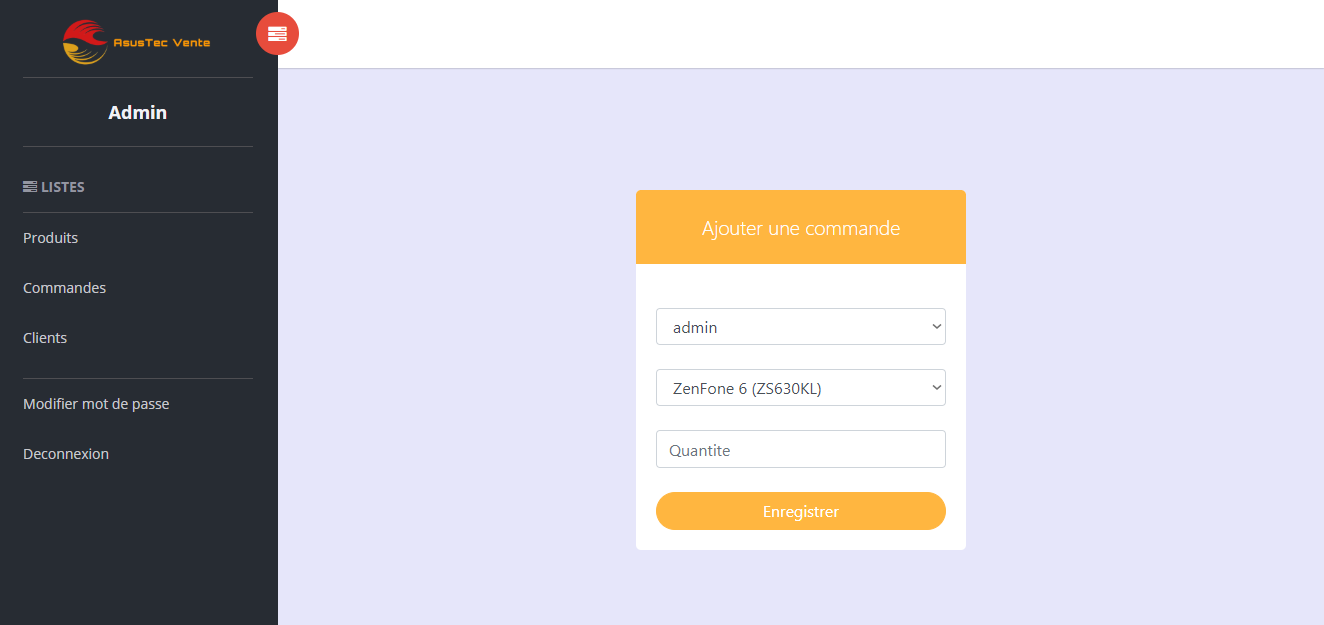 AsusTec Vente
Admin
LISTES
Produits
Commandes
Clients
Modifier mot de passe
Deconnexion
Ajouter une commande
admin
ZenFone 6 (ZS630KL)
Quantite
Enregistrer